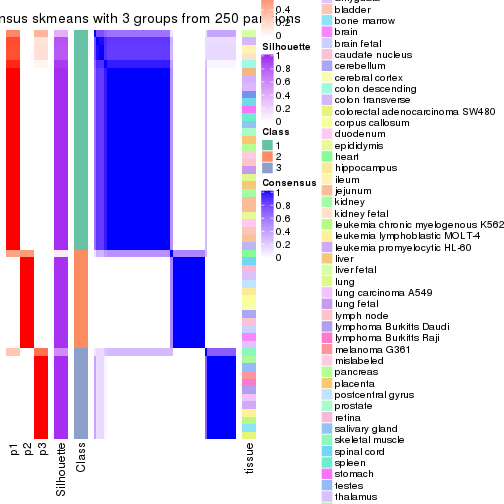 nsus skmeans with 3 groups from 250 partitions
0.4
0.2
0
Silhouette
1
0.8
0.6
0.4
0.2
0
Class
1
2
3
Consensus
1
0.8
0.6
0.4
0.2
0
p1
p2
p3
Silhouette
Class
tissue
bladder
bone marrow
brain
brain fetal
caudate nucleus
cerebellum
cerebral cortex
colon descending
colon transverse
colorectal adenocarcinoma SW480
corpus callosum
duodenum
epididymis
heart
hippocampus
ileum
jejunum
kidney
kidney fetal
leukemia chronic myelogenous K562
leukemia lymphoblastic MOLT-4
leukemia promyelocytic HL-60
liver
liver fetal
lung
lung carcinoma A549
lung fetal
lymph node
lymphoma Burkitts Daudi
lymphoma Burkitts Raji
melanoma G361
mislabeled
pancreas
placenta
postcentral gyrus
prostate
retina
salivary gland
skeletal muscle
spinal cord
spleen
stomach
testes
thalamus